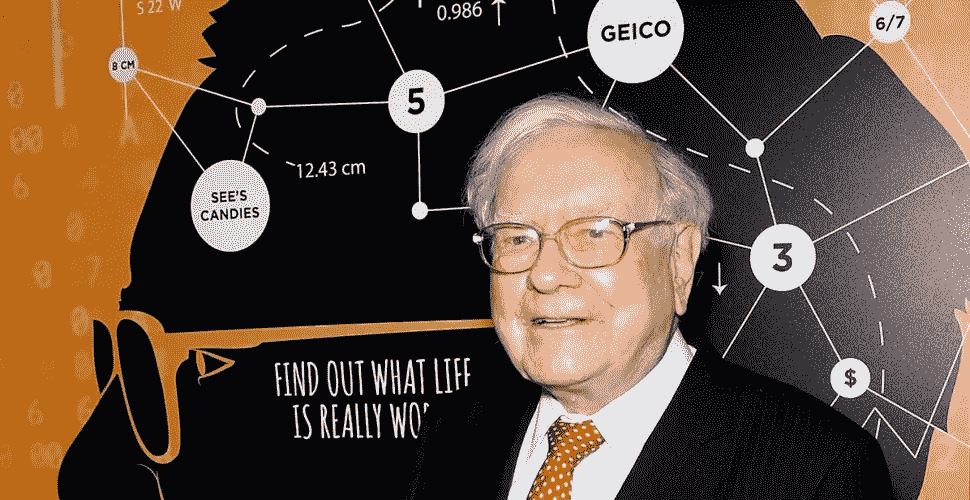 S 22 W
0.986
GEICO
6/7
8 CM
5
12.43 cm
SEE'S
CANDIES
3
$
FIND OUT WHAT LIFE
IS REALLY